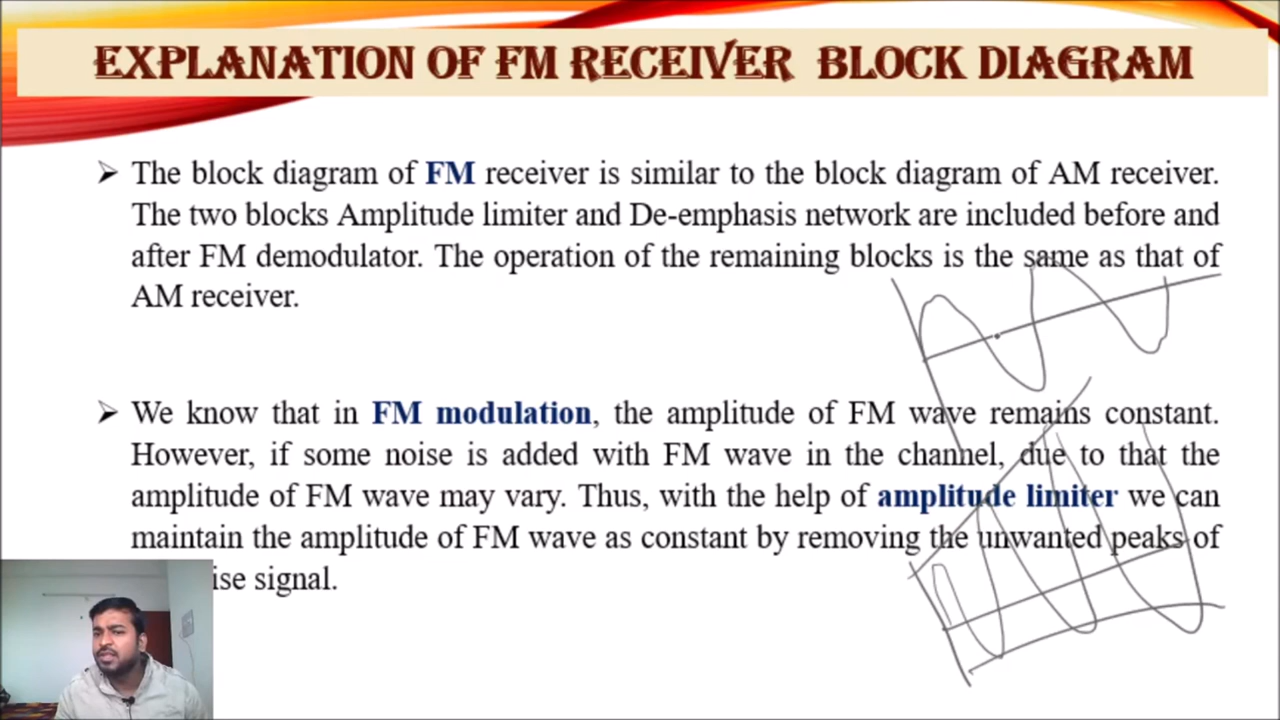 EXPLANATION OF FM RECEIVER BLOCK DIAGRAM
➢ The block diagram of FM receiver is similar to the block diagram of AM receiver.
The two blocks Amplitude limiter and De-emphasis network are included before and
after FM demodulator. The operation of the remaining blocks is the same as that of
AM receiver.
➢ We know that in FM modulation, the amplitude of FM wave remains constant.
However, if some noise is added with FM wave in the channel, due to that the
amplitude of FM wave may vary. Thus, with the help of amplitude limiter we can
maintain the amplitude of FM wave as constant by removing the unwanted peaks of
ise signal.